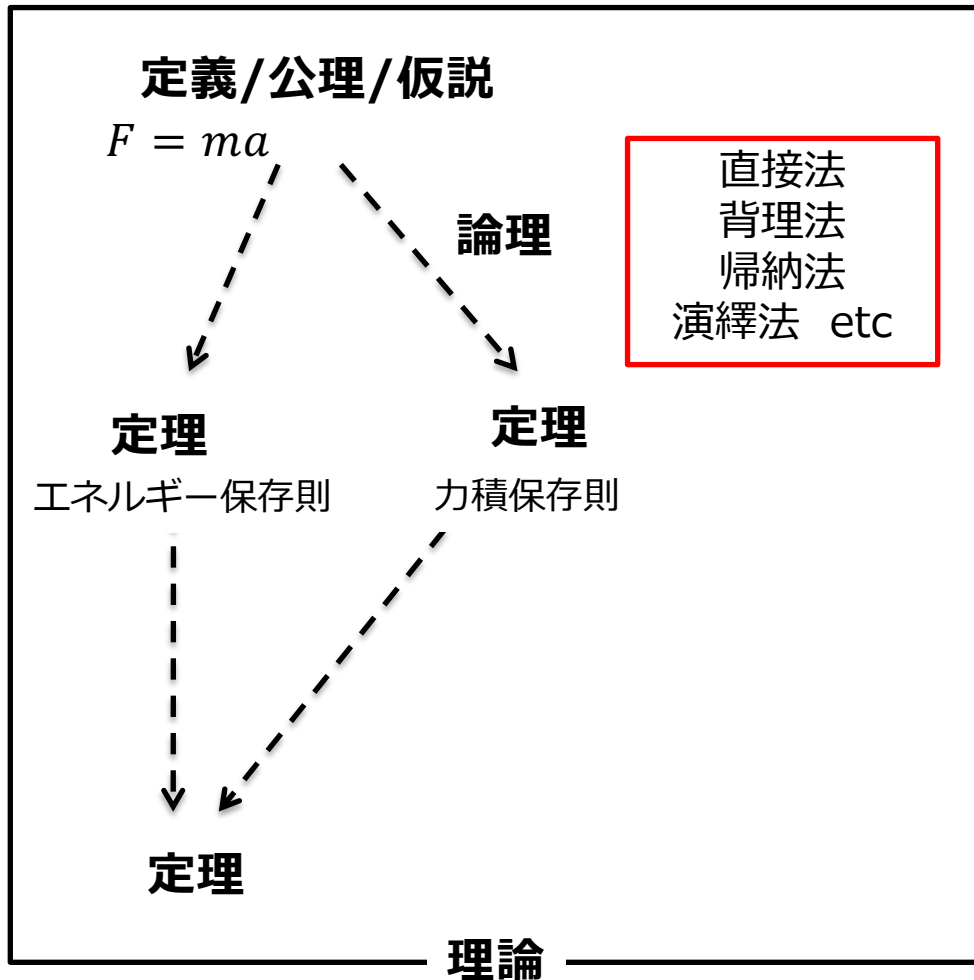 定義/公理/仮説
F = ma
論理
直接法
背理法
帰納法
演繹法 etc
定理
定理
エネルギー保存則
力積保存則
定理
理論